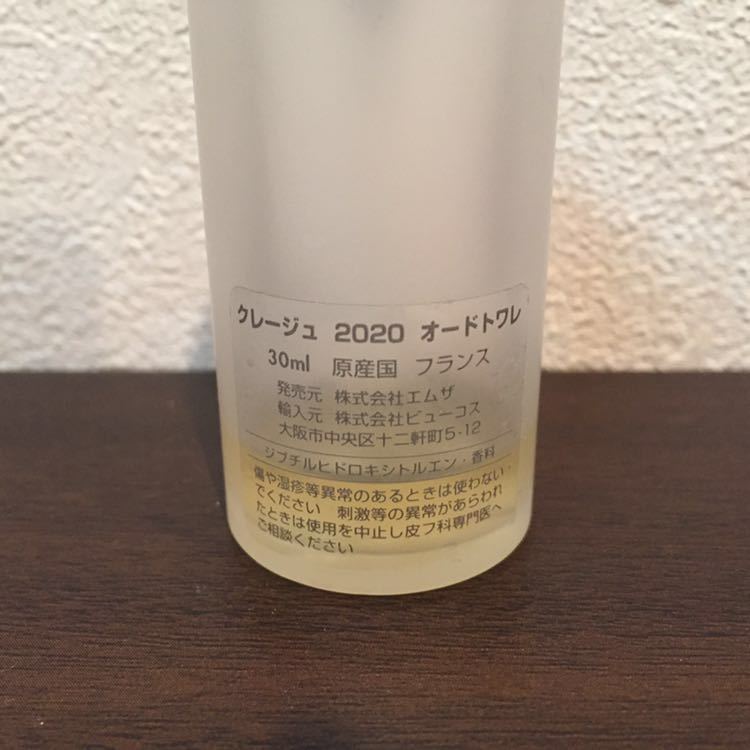 クレージュ 2020 オードトワレ
30ml 原産国 フランス
発売元 株式会社エムザ
輸入元 株式会社ビューコス
大阪市中央区十二軒町5-12
ジブチルヒドロキシトルエン・香料
傷や湿疹等異常のあるときは使わない・
でください 刺激等の異常があらわれ
たときは使用を中止し皮フ科専門医へ
ご相談ください